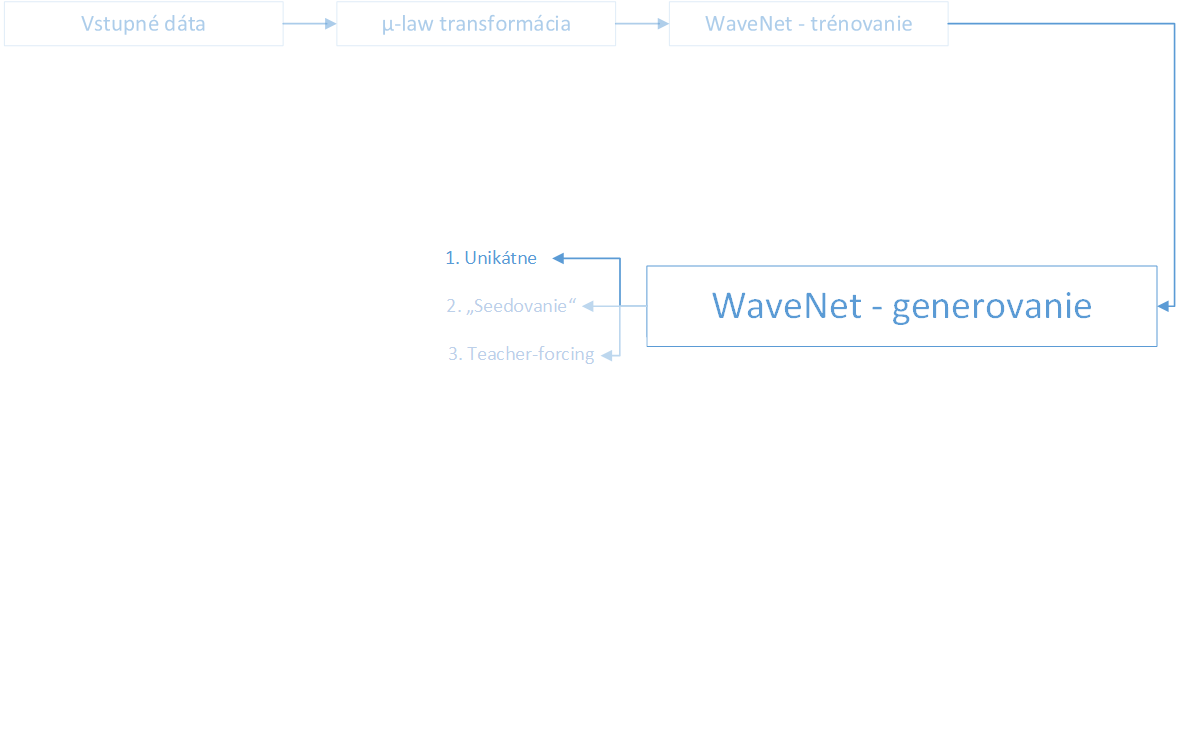 Vstupné dáta
µ-law transformácia
WaveNet - trénovanie
1. Unikátne
WaveNet - generovanie
2. „Seedovanie“
3. Teacher-forcing